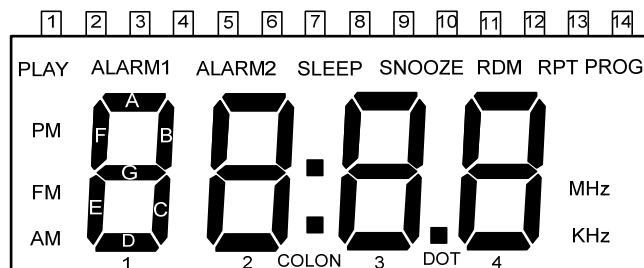 1 2 3 4 5 6 7 8 9 10 11 12 13 14
PLAY ALARM1 ALARM2 SLEEP SNOOZE RDM RPT PROG
A
PM F B
G
FM E C MHz
AM D KHz
1 2 COLON 3 DOT 4